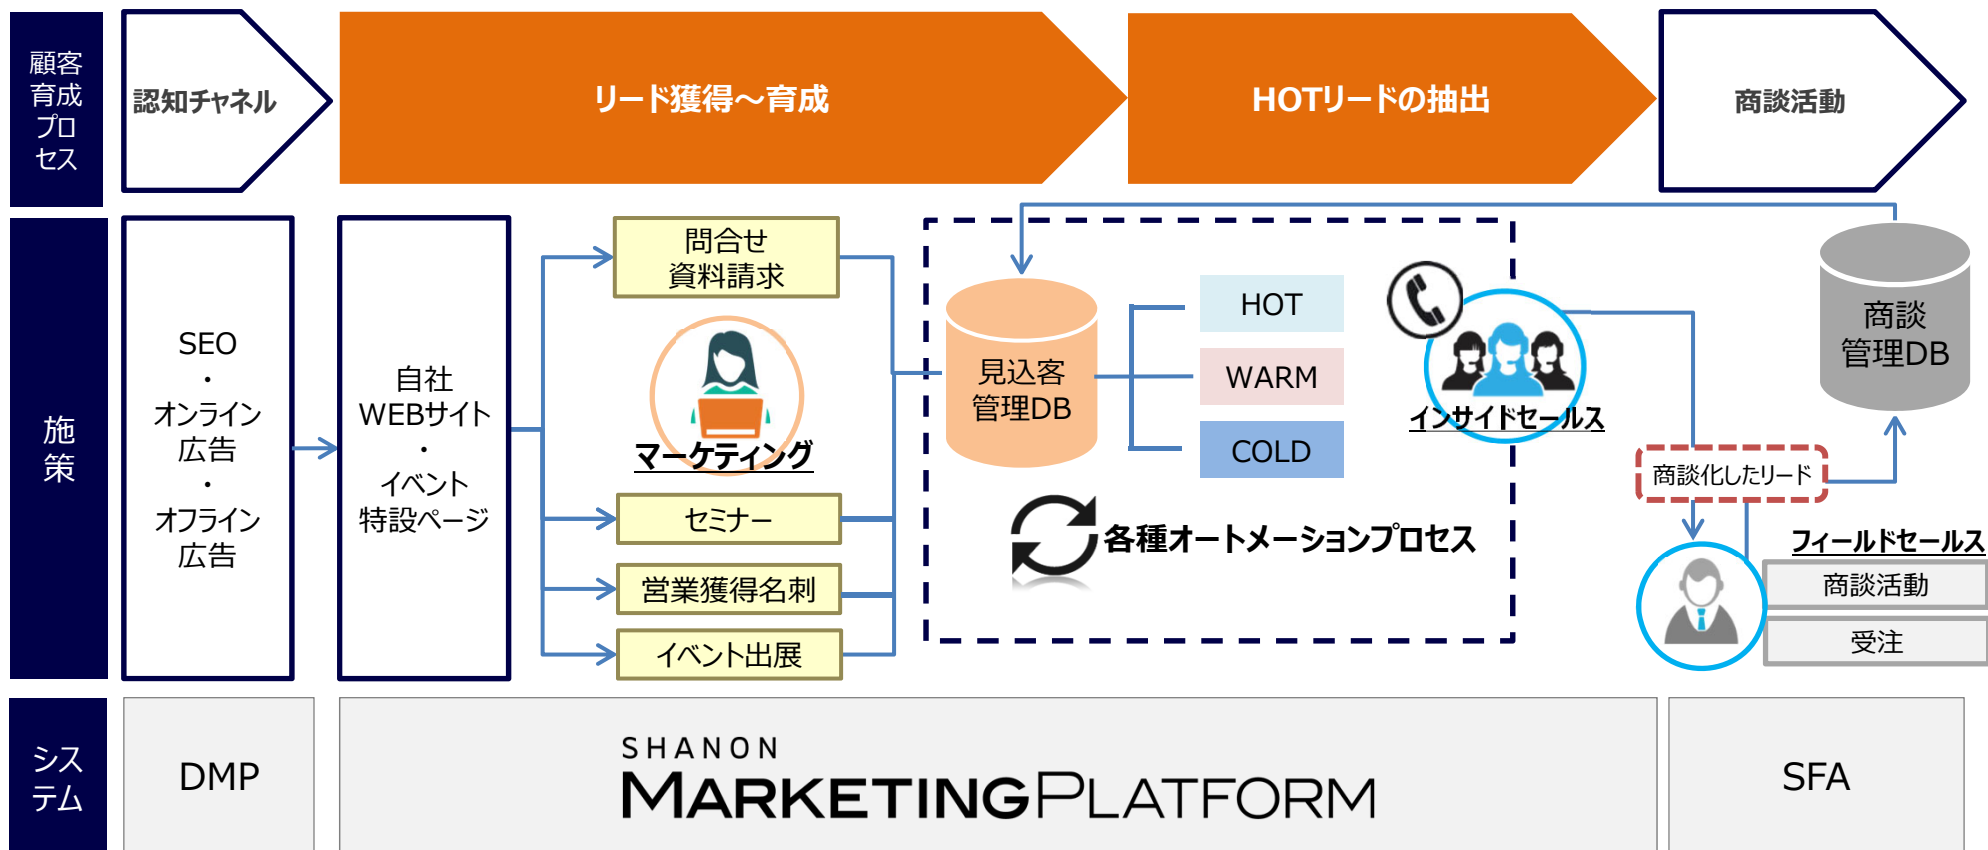 顧客
育成
プロ
セス
認知チャネル
リード獲得～育成
HOTリードの抽出
商談活動
施
策
SEO
・
オンライン
広告
・
オフライン
広告
自社
WEBサイト
・
イベント
特設ページ
問合せ
資料請求
マーケティング
セミナー
営業獲得名刺
イベント出展
見込客
管理DB
HOT
WARM
COLD
各種オートメーションプロセス
インサイドセールス
商談
管理DB
商談化したリード
フィールドセールス
商談活動
受注
シス
テム
DMP
SHANON
MARKETINGPLATFORM
SFA